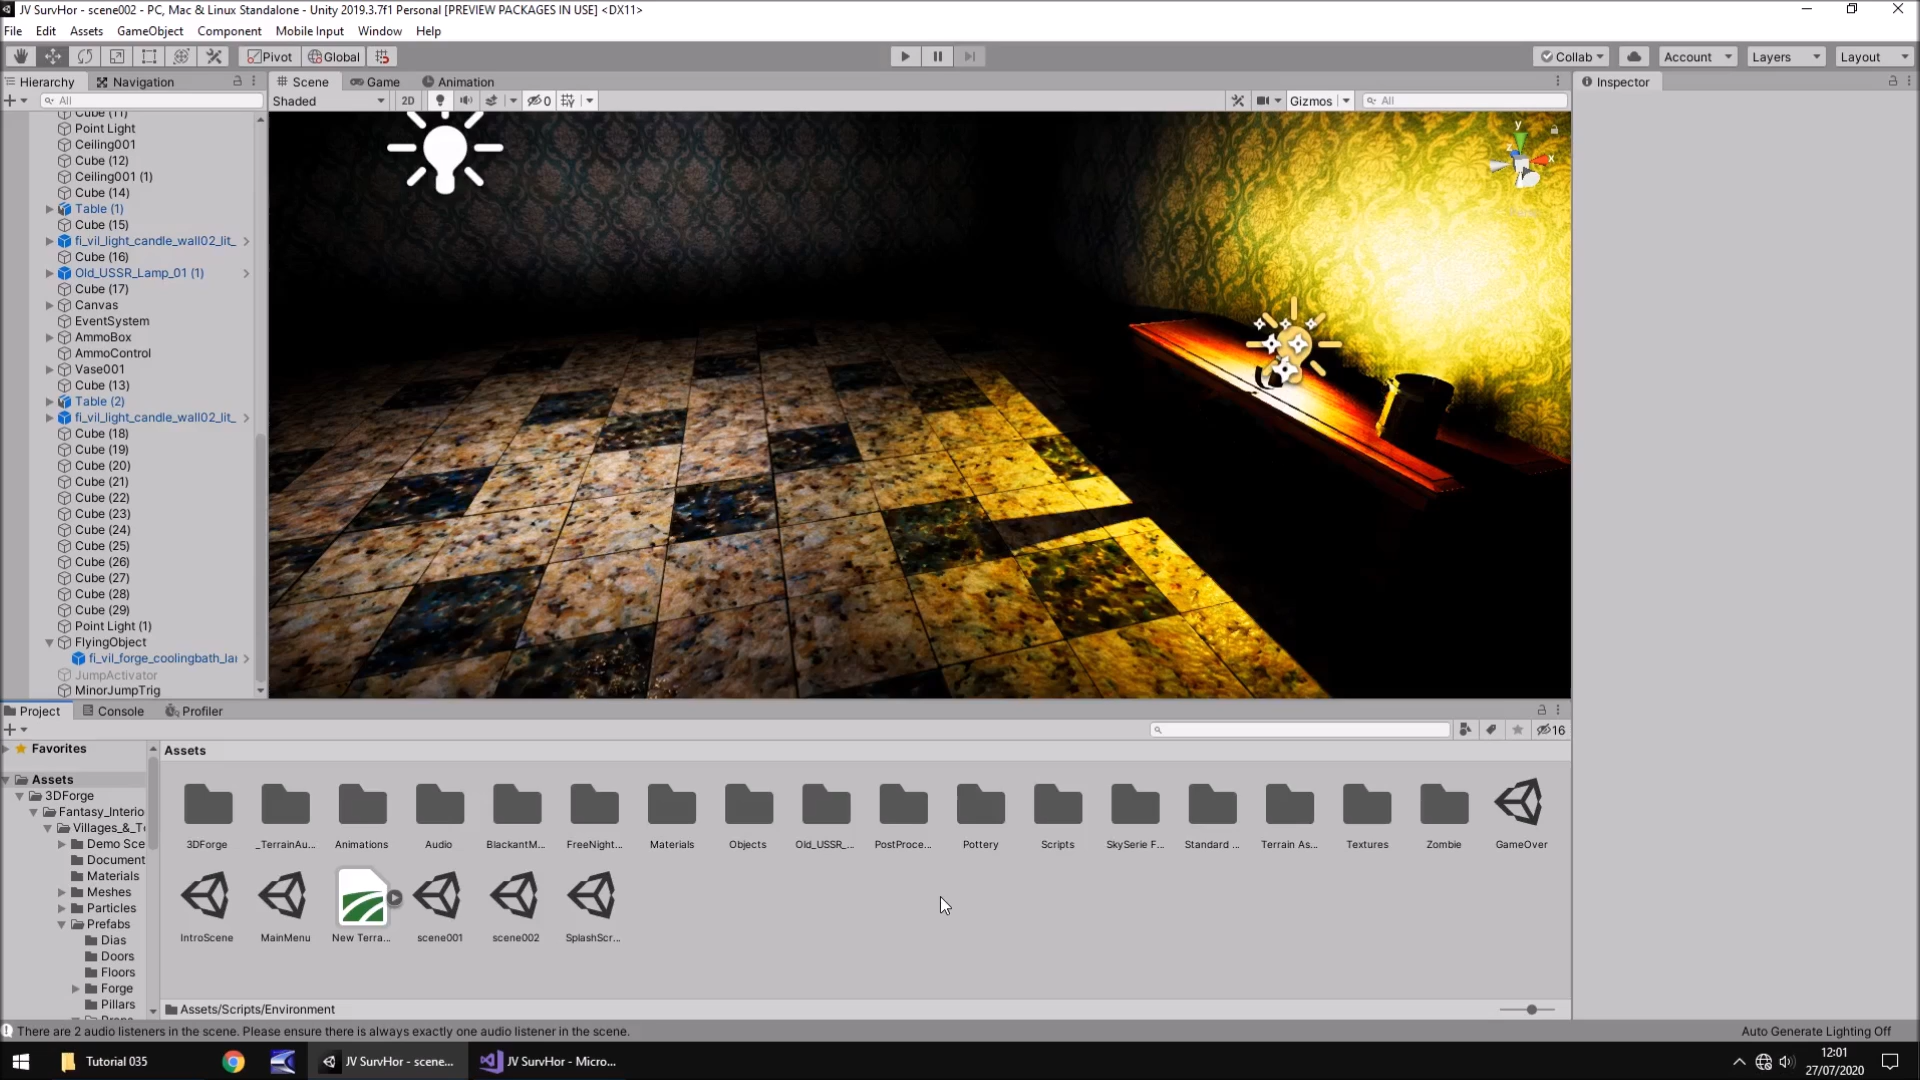 JV SurvHor - scene002 - PC, Mac & Linux Standalone - Unity 2019.3.7f1 Personal [PREVIEW PACKAGES IN USE] <DX11>
File Edit Assets GameObject Component Mobile Input Window Help
Pivot Global Collab Account Layers Layout
Hierarchy Navigation Scene Game Animation Inspector
All Shaded 2D 0 Gizmos All
Cube (11)
Point Light
Ceiling001
Cube (12)
Ceiling001 (1)
Cube (14)
Table (1)
Cube (15)
fi_vil_light_candle_wall02_lit_
Cube (16)
Old_USSR_Lamp_01 (1)
Cube (17)
Canvas
EventSystem
AmmoBox
AmmoControl
Vase001
Cube (13)
Table (2)
fi_vil_light_candle_wall02_lit_
Cube (18)
Cube (19)
Cube (20)
Cube (21)
Cube (22)
Cube (23)
Cube (24)
Cube (25)
Cube (26)
Cube (27)
Cube (28)
Cube (29)
Point Light (1)
FlyingObject
fi_vil_forge_coolingbath_lar
JumpActivator
MinorJumpTrig
y
x
z
Project Console Profiler
16
Favorites
Assets
3DForge
Fantasy_Interio
Villages_&_T
Demo Sce
Document
Materials
Meshes
Particles
Prefabs
Dias
Doors
Floors
Forge
Pillars
Props
Assets
3DForge _TerrainAu... Animations Audio BlackantM... FreeNight... Materials Objects Old_USSR_... PostProce... Pottery Scripts SkySerie F... Standard ... Terrain As... Textures Zombie GameOver
IntroScene MainMenu New Terra... scene001 scene002 SplashScr...
Assets/Scripts/Environment
There are 2 audio listeners in the scene. Please ensure there is always exactly one audio listener in the scene.
Auto Generate Lighting Off
Tutorial 035 JV SurvHor - scene... JV SurvHor - Micro...
12:01
27/07/2020